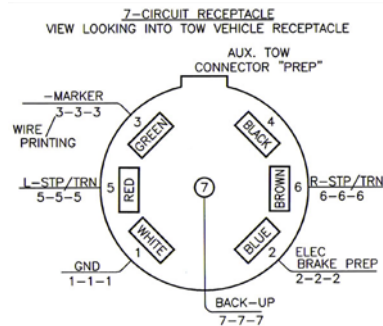 7-CIRCUIT RECEPTACLE
VIEW LOOKING INTO TOW VEHICLE RECEPTACLE
AUX. TOW
CONNECTOR "PREP"
-MARKER
3-3-3
WIRE
PRINTING
3
GREEN
4
BLACK
L-STP/TRN
5-5-5
5
RED
7
BROWN
6
R-STP/TRN
6-6-6
WHITE
1
BLUE
2
GND
1-1-1
ELEC
BRAKE PREP
2-2-2
BACK-UP
7-7-7